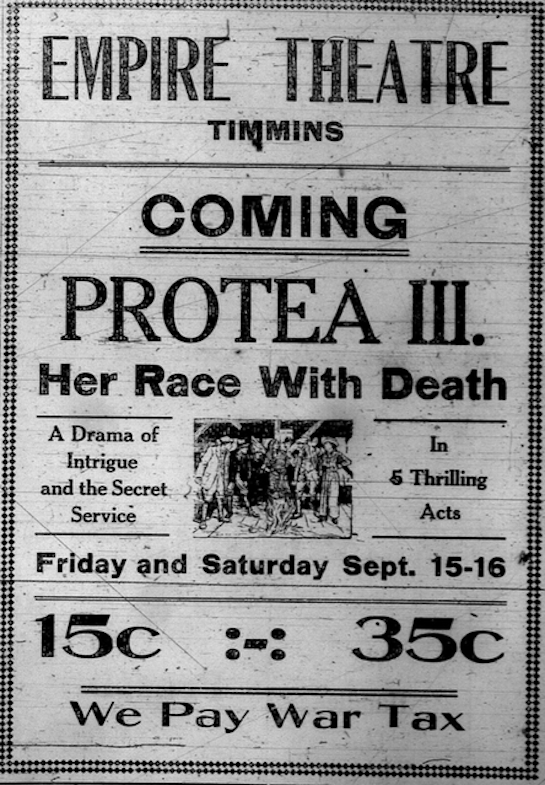 EMPIRE THEATRE
TIMMINS
COMING
PROTEA III.
Her Race With Death
A Drama of
Intrigue
and the Secret
Service
In
5 Thrilling
Acts
Friday and Saturday Sept. 15-16
15c :-: 35c
We Pay War Tax